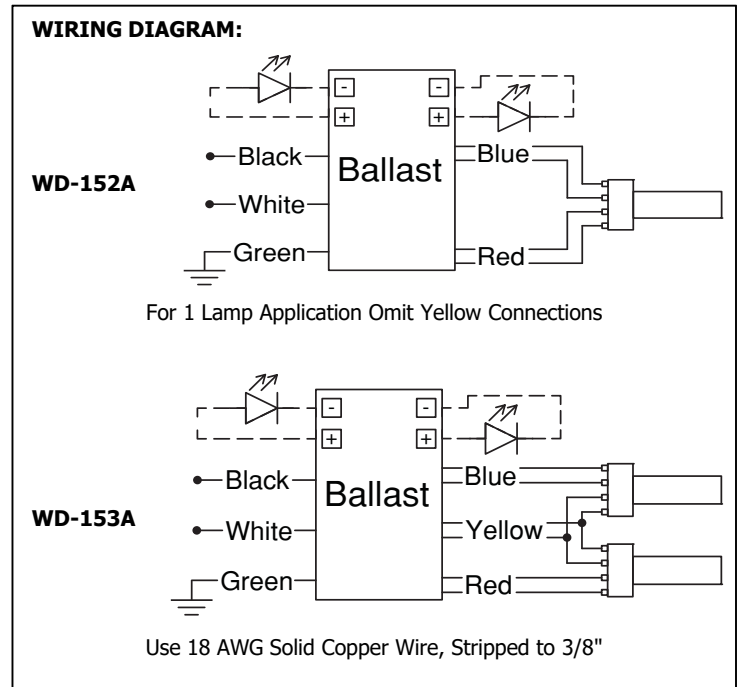 WIRING DIAGRAM:
- -
+ +
Black Blue
Ballast
WD-152A
White
Green Red
For 1 Lamp Application Omit Yellow Connections
- -
+ +
Black Blue
Ballast
WD-153A
White Yellow
Green Red
Use 18 AWG Solid Copper Wire, Stripped to 3/8"